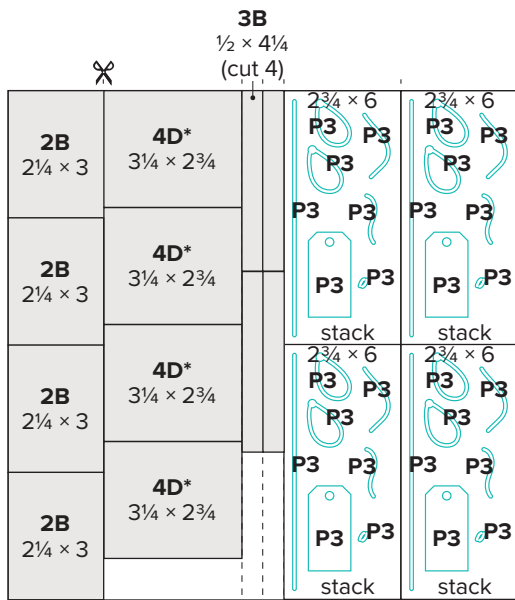 3B
½ × 4¼
(cut 4)
2B
2¼ × 3
2B
2¼ × 3
2B
2¼ × 3
2B
2¼ × 3
4D*
3¼ × 2¾
4D*
3¼ × 2¾
4D*
3¼ × 2¾
4D*
3¼ × 2¾
2¾ × 6
P3
P3
P3
P3
P3
P3
P3
stack
2¾ × 6
P3
P3
P3
P3
P3
P3
P3
stack
2¾ × 6
P3
P3
P3
P3
P3
P3
P3
stack
2¾ × 6
P3
P3
P3
P3
P3
P3
P3
stack